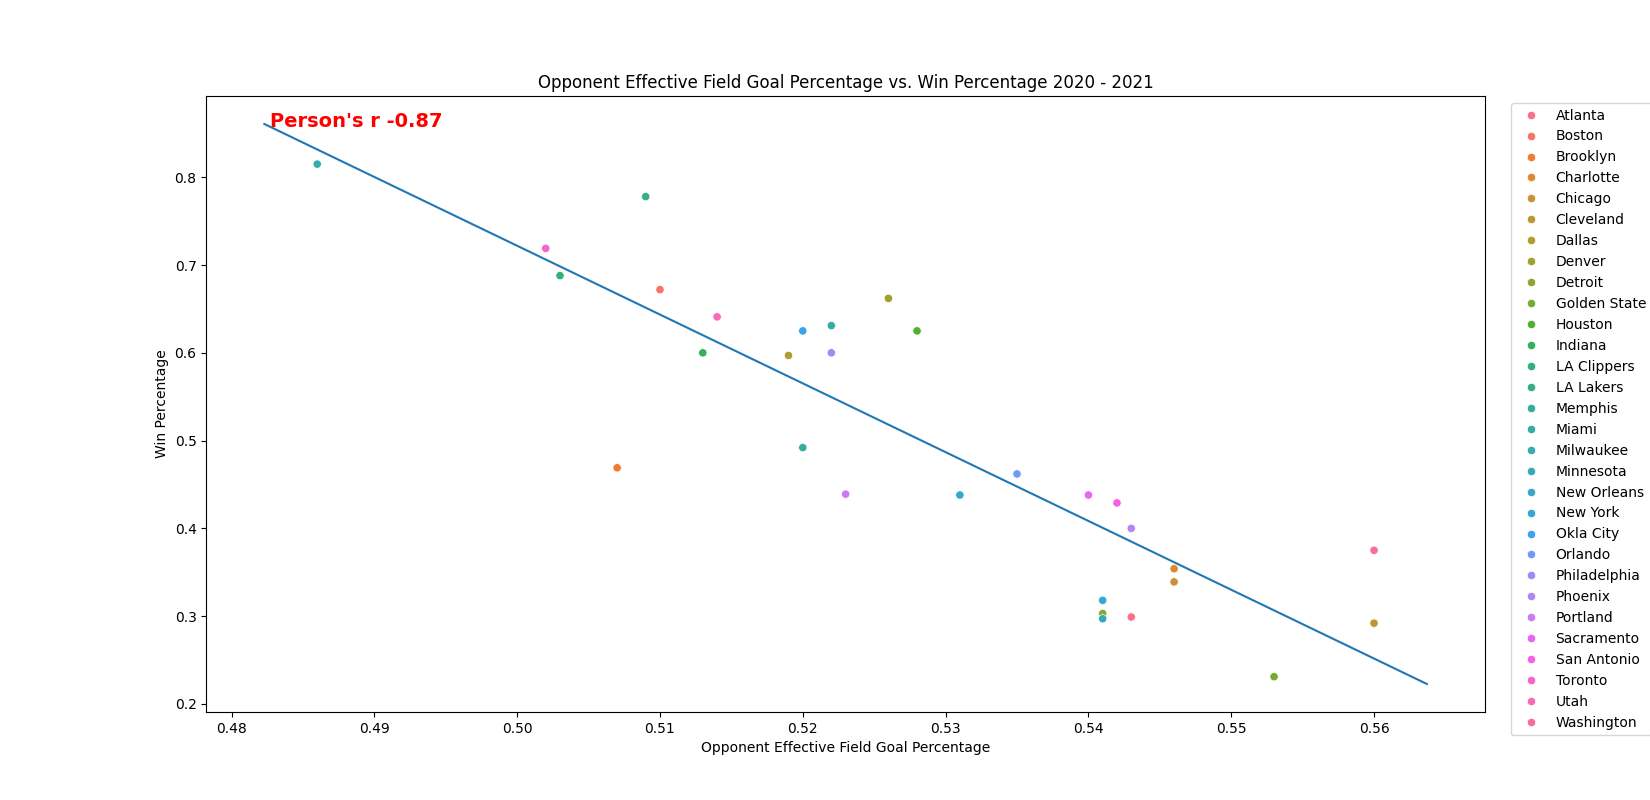 Opponent Effective Field Goal Percentage vs. Win Percentage 2020 - 2021
Person's r -0.87
Win Percentage
0.8
0.7
0.6
0.5
0.4
0.3
0.2
0.48 0.49 0.50 0.51 0.52 0.53 0.54 0.55 0.56
Opponent Effective Field Goal Percentage
Atlanta
Boston
Brooklyn
Charlotte
Chicago
Cleveland
Dallas
Denver
Detroit
Golden State
Houston
Indiana
LA Clippers
LA Lakers
Memphis
Miami
Milwaukee
Minnesota
New Orleans
New York
Okla City
Orlando
Philadelphia
Phoenix
Portland
Sacramento
San Antonio
Toronto
Utah
Washington